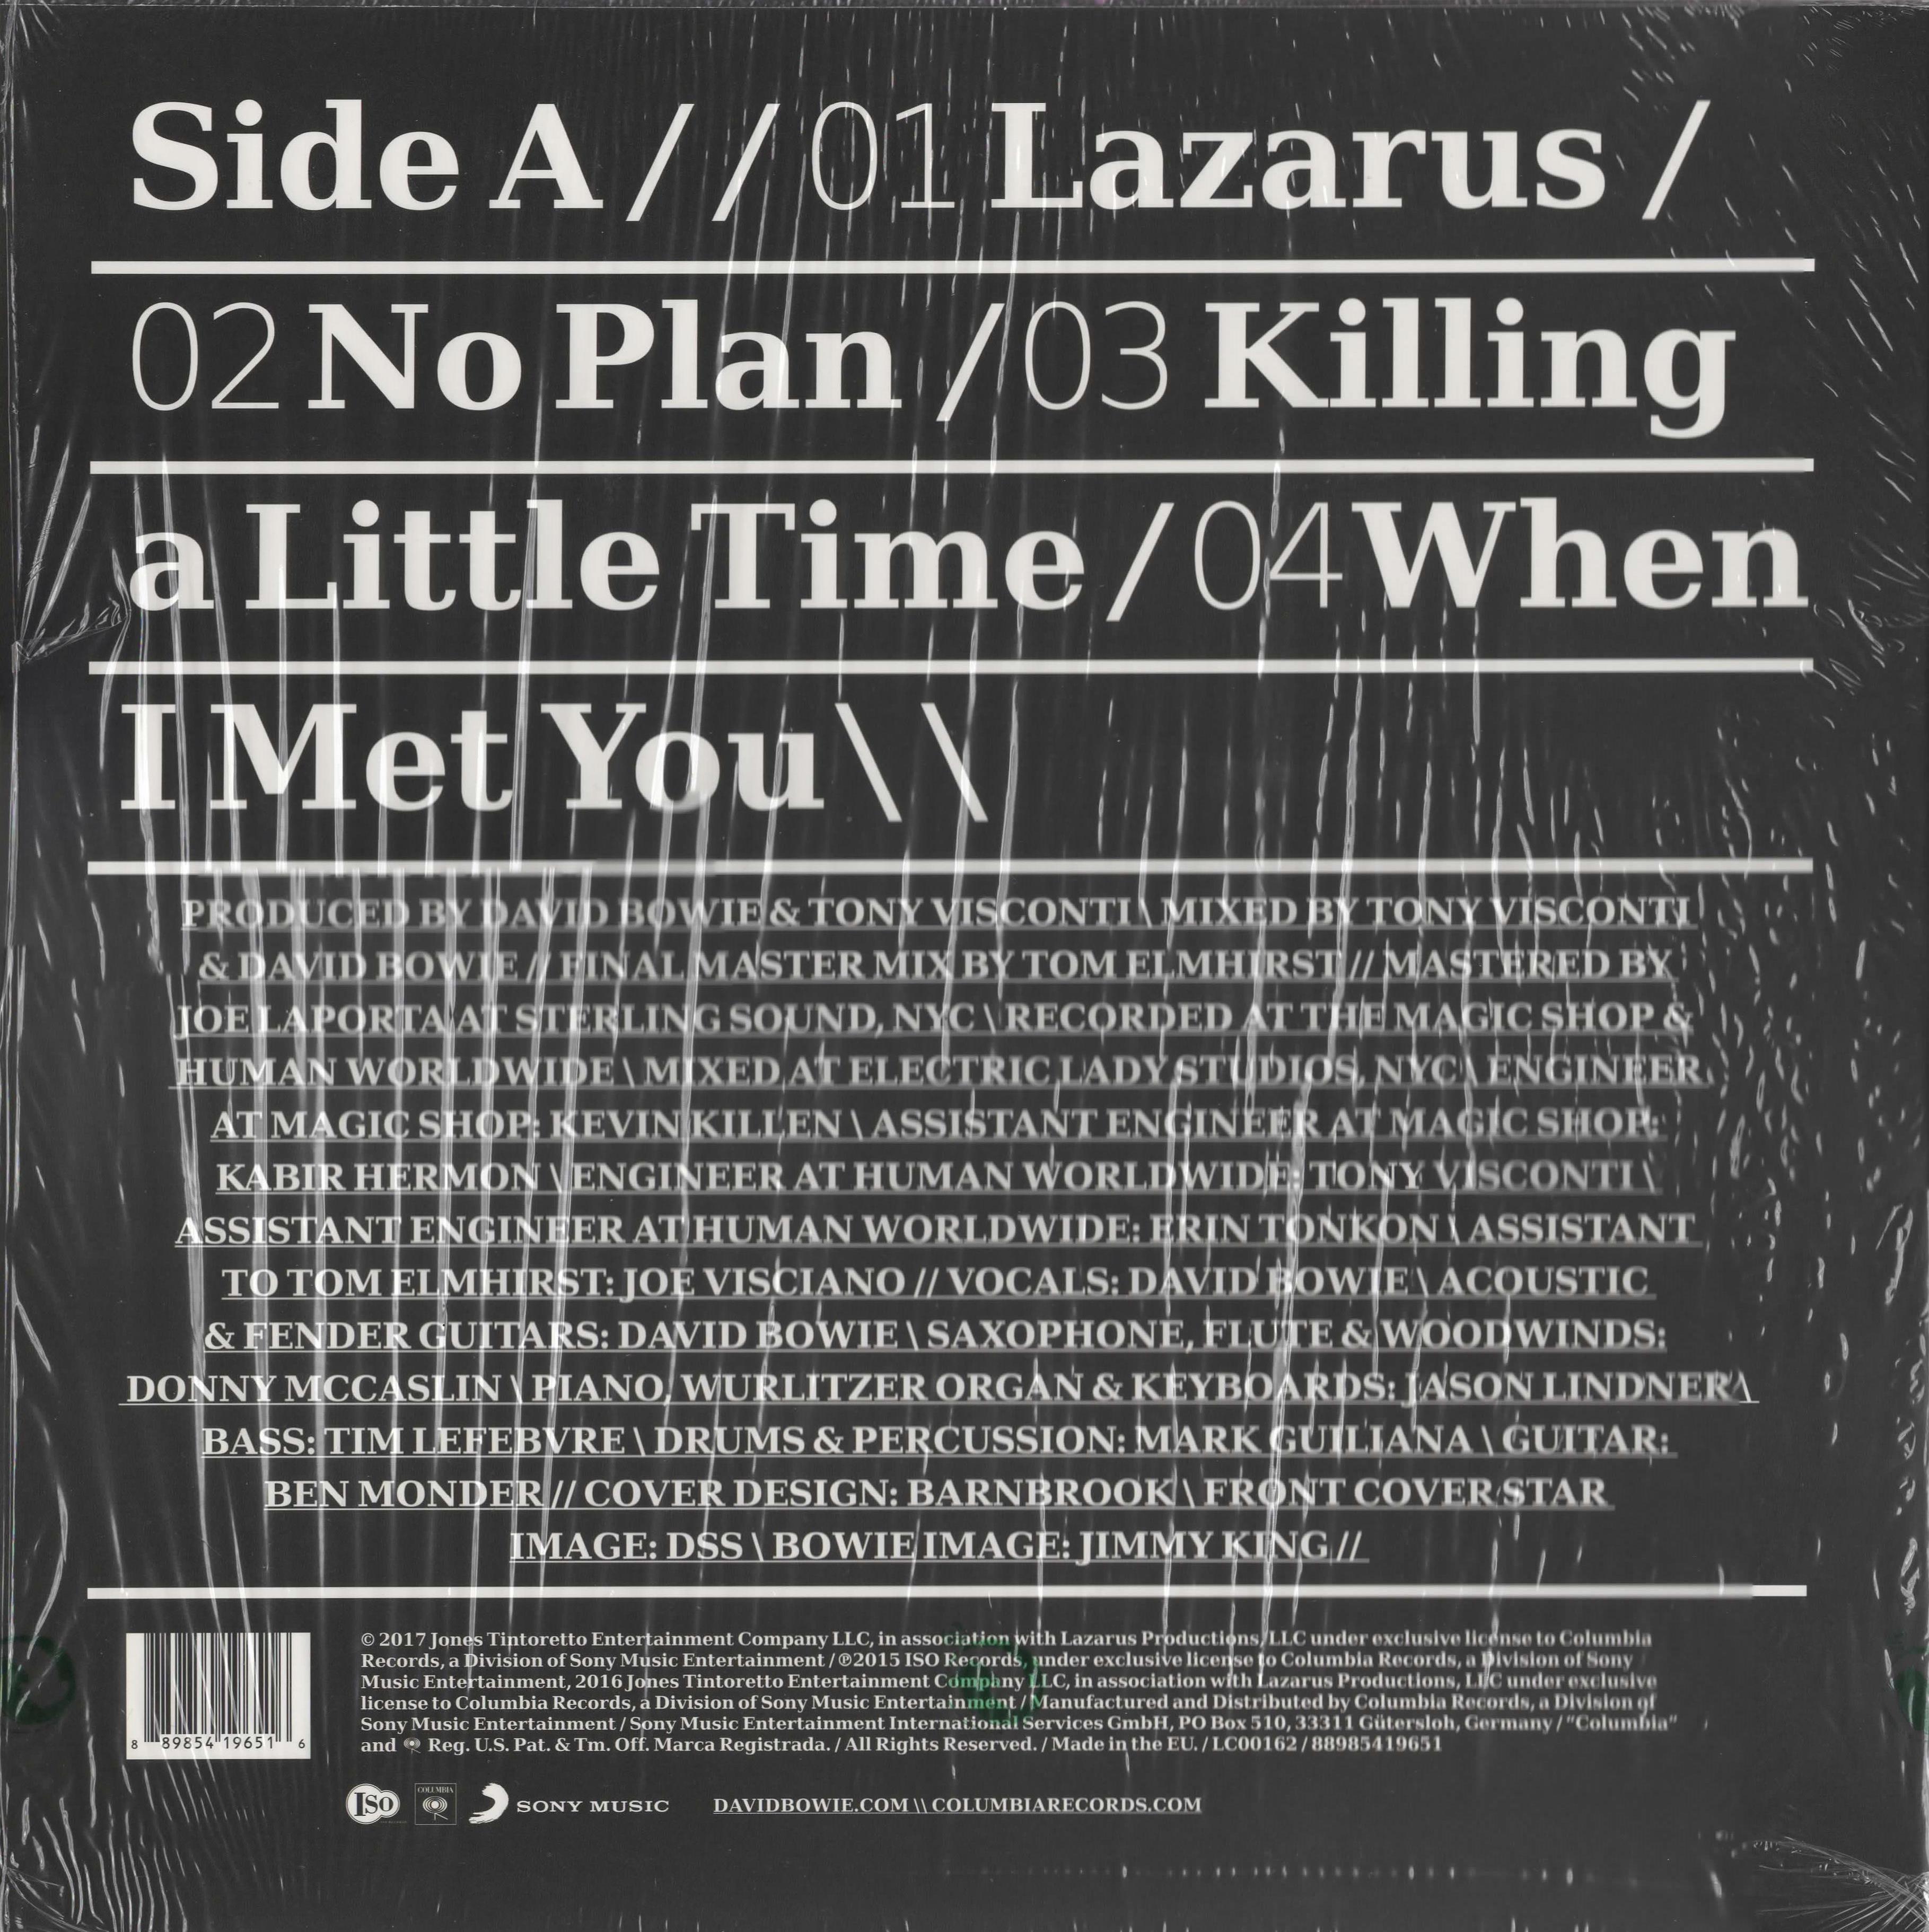 Side A // 01 Lazarus /
02 No Plan / 03 Killing
a Little Time / 04 When
I Met You \\
PRODUCED BY DAVID BOWIE & TONY VISCONTI \ MIXED BY TONY VISCONTI
& DAVID BOWIE // FINAL MASTER MIX BY TOM ELMHIRST // MASTERED BY
JOE LAPORTA AT STERLING SOUND, NYC \ RECORDED AT THE MAGIC SHOP &
HUMAN WORLDWIDE \ MIXED AT ELECTRIC LADY STUDIOS, NYC \ ENGINEER
AT MAGIC SHOP: KEVIN KILLEN \ ASSISTANT ENGINEER AT MAGIC SHOP:
KABIR HERMON \ ENGINEER AT HUMAN WORLDWIDE: TONY VISCONTI \
ASSISTANT ENGINEER AT HUMAN WORLDWIDE: ERIN TONKON \ ASSISTANT
TO TOM ELMHIRST: JOE VISCIANO // VOCALS: DAVID BOWIE \ ACOUSTIC
& FENDER GUITARS: DAVID BOWIE \ SAXOPHONE, FLUTE & WOODWINDS:
DONNY MCCASLIN \ PIANO, WURLITZER ORGAN & KEYBOARDS: JASON LINDNER \
BASS: TIM LEFEBVRE \ DRUMS & PERCUSSION: MARK GUILIANA \ GUITAR:
BEN MONDER // COVER DESIGN: BARNBROOK \ FRONT COVER STAR
IMAGE: DSS \ BOWIE IMAGE: JIMMY KING //
© 2017 Jones Tintoretto Entertainment Company LLC, in association with Lazarus Productions, LLC under exclusive license to Columbia
Records, a Division of Sony Music Entertainment / ℗2015 ISO Records, under exclusive license to Columbia Records, a Division of Sony
Music Entertainment, 2016 Jones Tintoretto Entertainment Company LLC, in association with Lazarus Productions, LLC under exclusive
license to Columbia Records, a Division of Sony Music Entertainment / Manufactured and Distributed by Columbia Records, a Division of
Sony Music Entertainment / Sony Music Entertainment International Services GmbH, PO Box 510, 33311 Gütersloh, Germany / "Columbia"
and Reg. U.S. Pat. & Tm. Off. Marca Registrada. / All Rights Reserved. / Made in the EU. / LC00162 / 88985419651
8 89854 19651 6
ISO COLUMBIA SONY MUSIC DAVIDBOWIE.COM \\ COLUMBIARECORDS.COM